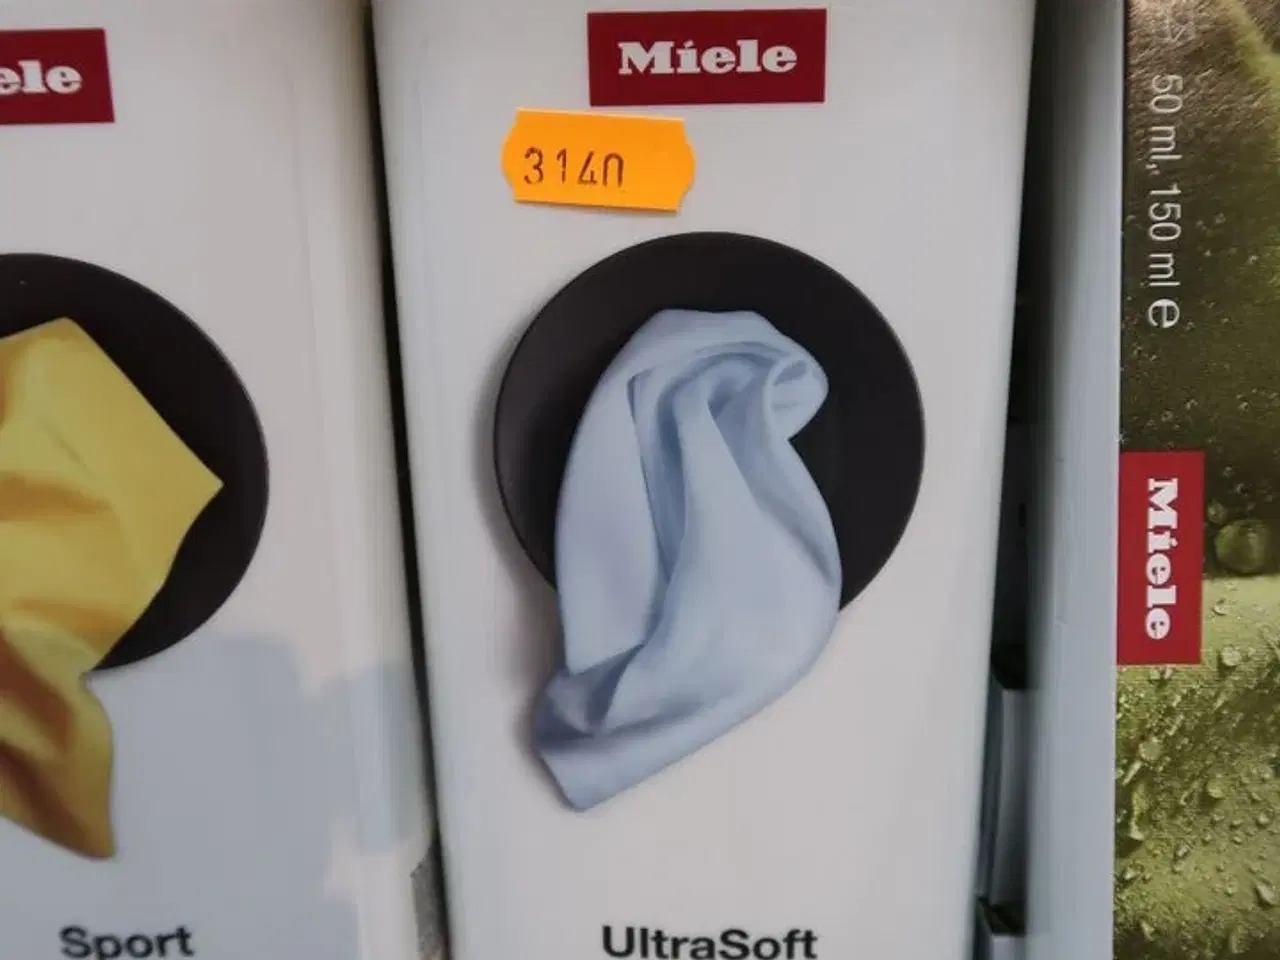 ele
Sport
Miele
3140
UltraSoft
50 ml, 150 ml ℮
Miele